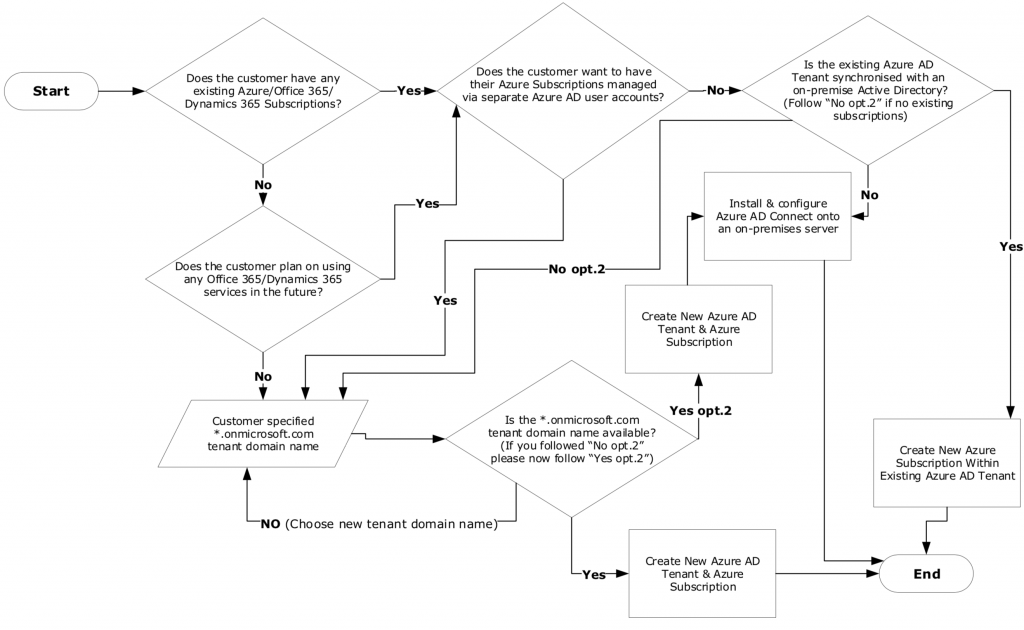 Start
Does the customer have any
existing Azure/Office 365/
Dynamics 365 Subscriptions?
Yes
Does the customer want to have
their Azure Subscriptions managed
via separate Azure AD user accounts?
No
Is the existing Azure AD
Tenant synchronised with an
on-premise Active Directory?
(Follow “No opt.2” if no existing
subscriptions)
No
Yes
No
Install & configure
Azure AD Connect onto
an on-premises server
Yes
Does the customer plan on using
any Office 365/Dynamics 365
services in the future?
No opt.2
Yes
Create New Azure AD
Tenant & Azure
Subscription
No
Customer specified
*.onmicrosoft.com
tenant domain name
Is the *.onmicrosoft.com
tenant domain name available?
(If you followed “No opt.2”
please now follow “Yes opt.2”)
Yes opt.2
Create New Azure
Subscription Within
Existing Azure AD Tenant
NO (Choose new tenant domain name)
Yes
Create New Azure AD
Tenant & Azure
Subscription
End